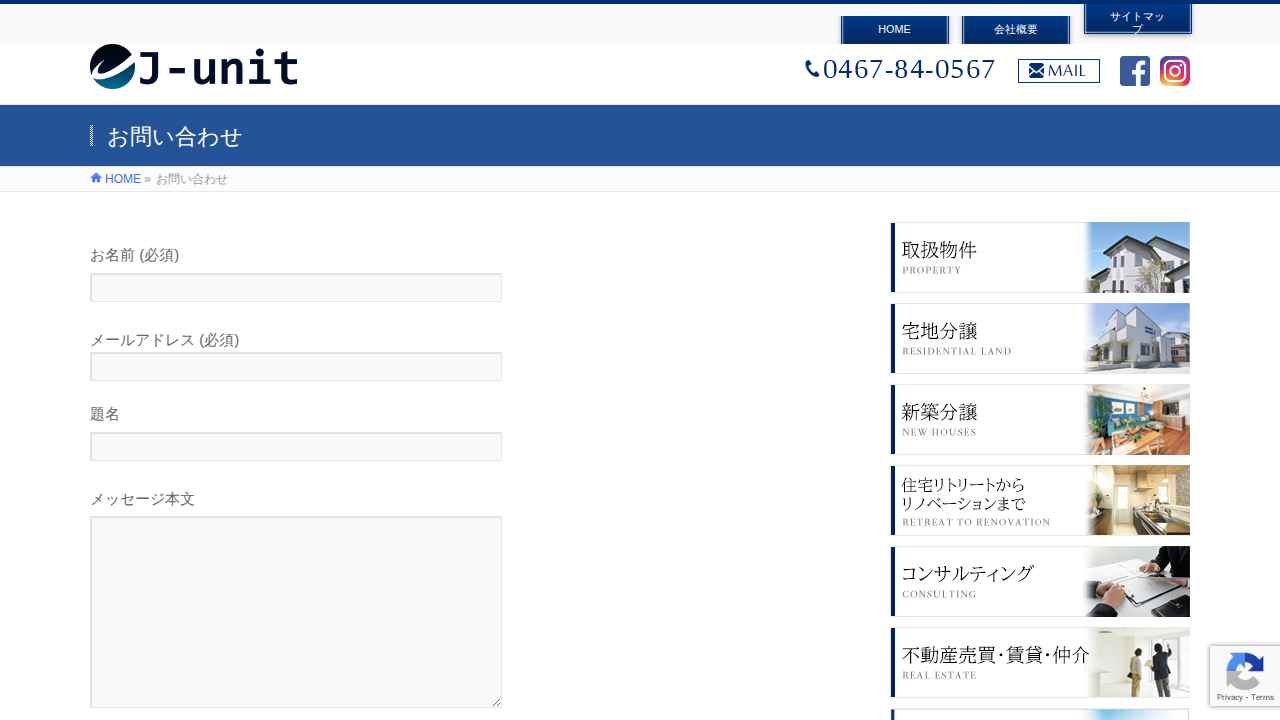 HOME
会社概要
サイトマッ
プ
J-unit
0467-84-0567
MAIL
お問い合わせ
HOME » お問い合わせ
お名前 (必須)
メールアドレス (必須)
題名
メッセージ本文
取扱物件
PROPERTY
宅地分譲
RESIDENTIAL LAND
新築分譲
NEW HOUSES
住宅リトリートから
リノベーションまで
RETREAT TO RENOVATION
コンサルティング
CONSULTING
不動産売買・賃貸・仲介
REAL ESTATE
Privacy - Terms